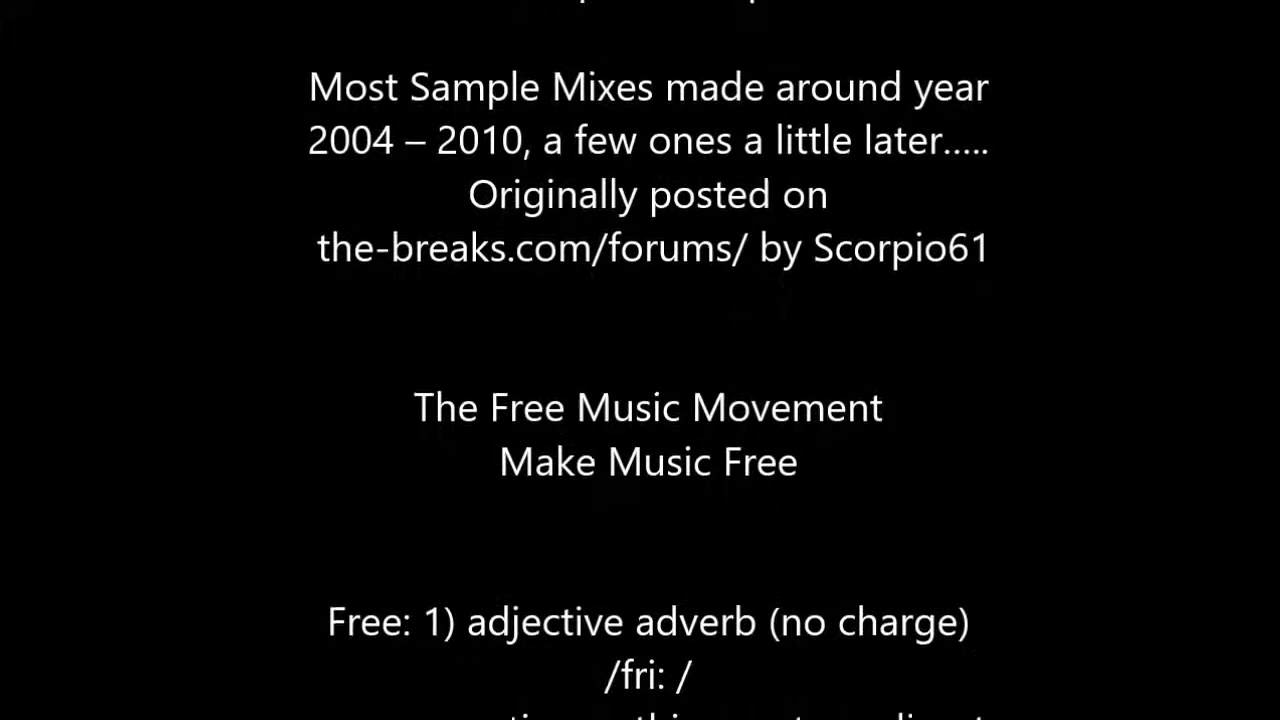 Most Sample Mixes made around year
2004 – 2010, a few ones a little later.....
Originally posted on
the-breaks.com/forums/ by Scorpio61
The Free Music Movement
Make Music Free
Free: 1) adjective adverb (no charge)
/fri: /